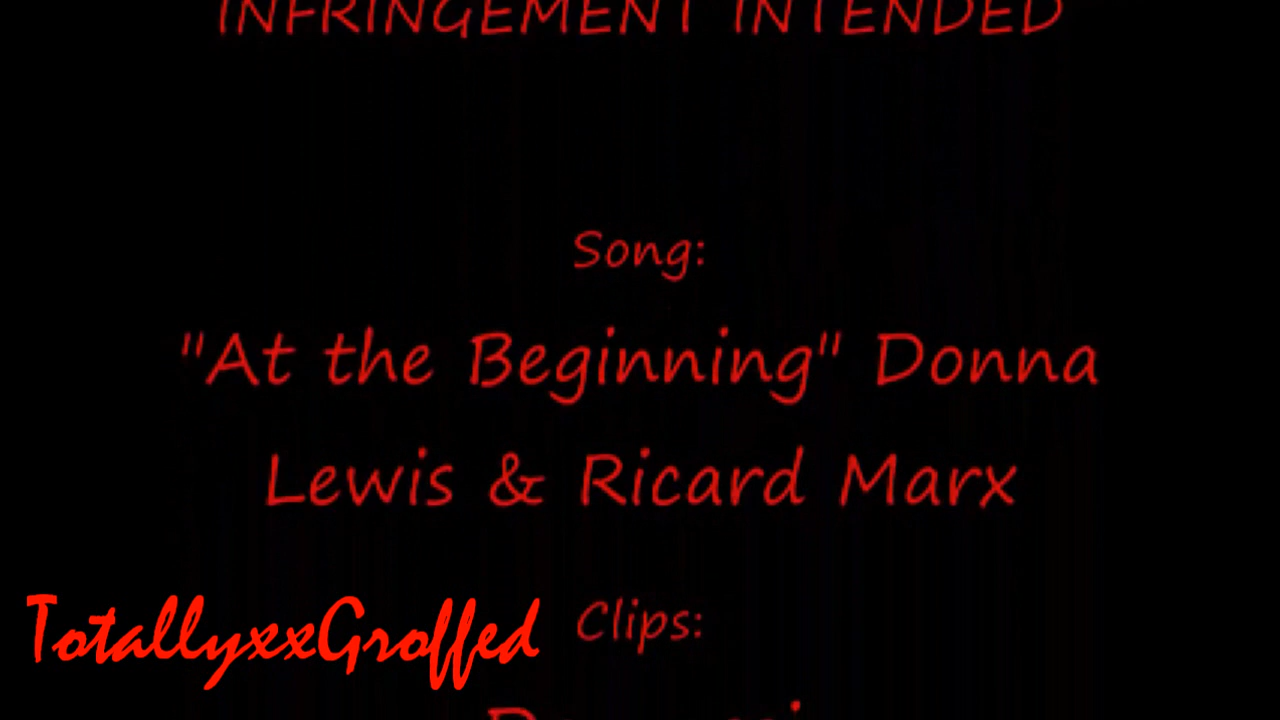 INFRINGEMENT INTENDED
Song:
"At the Beginning" Donna
Lewis & Ricard Marx
Clips:
TotallyxxGroffed